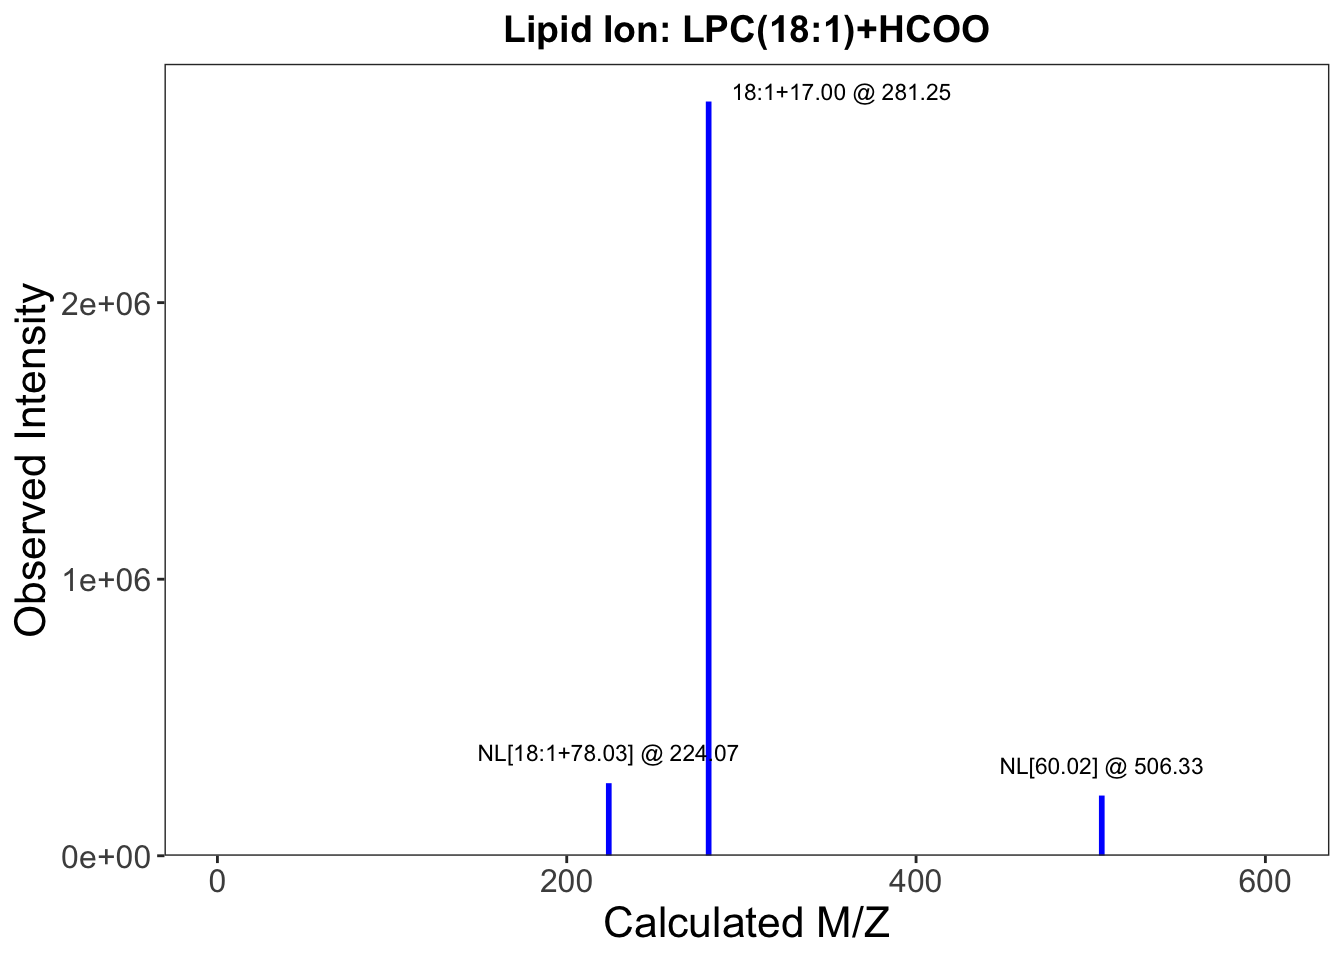 Lipid Ion: LPC(18:1)+HCOO
18:1+17.00 @ 281.25
2e+06
Observed Intensity
1e+06
NL[18:1+78.03] @ 224.07
NL[60.02] @ 506.33
0e+00
0 200 400 600
Calculated M/Z